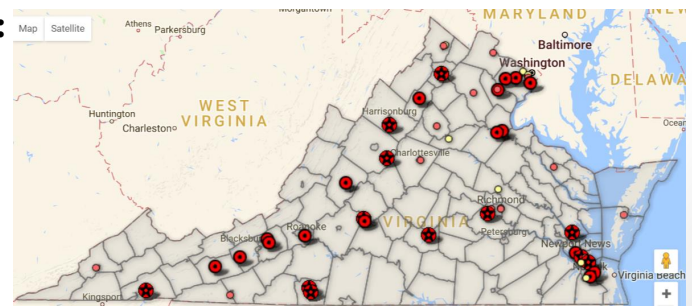 Map Satellite
Athens
Parkersburg
MARYLAND
Baltimore
Washington
DELAWA
WEST
VIRGINIA
Huntington
Charleston
Harrisonburg
Charlottesville
Ocean
Richmond
VIRGINIA
Petersburg
Roanoke
Blacksburg
Newport News
Virginia Beach
Kingsport
+